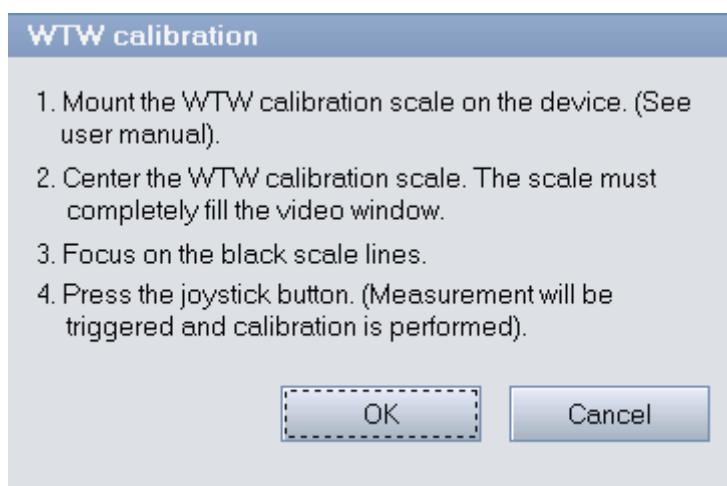 WTW calibration
1. Mount the WTW calibration scale on the device. (See
user manual).
2. Center the WTW calibration scale. The scale must
completely fill the video window.
3. Focus on the black scale lines.
4. Press the joystick button. (Measurement will be
triggered and calibration is performed).
OK
Cancel